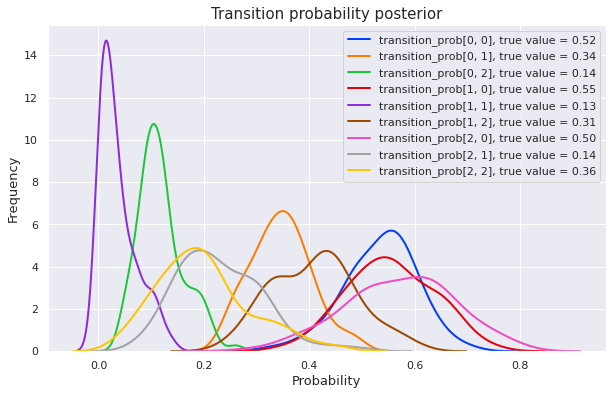 Transition probability posterior
transition_prob[0, 0], true value = 0.52
transition_prob[0, 1], true value = 0.34
transition_prob[0, 2], true value = 0.14
transition_prob[1, 0], true value = 0.55
transition_prob[1, 1], true value = 0.13
transition_prob[1, 2], true value = 0.31
transition_prob[2, 0], true value = 0.50
transition_prob[2, 1], true value = 0.14
transition_prob[2, 2], true value = 0.36
Frequency
14
12
10
8
6
4
2
0
0.0 0.2 0.4 0.6 0.8
Probability